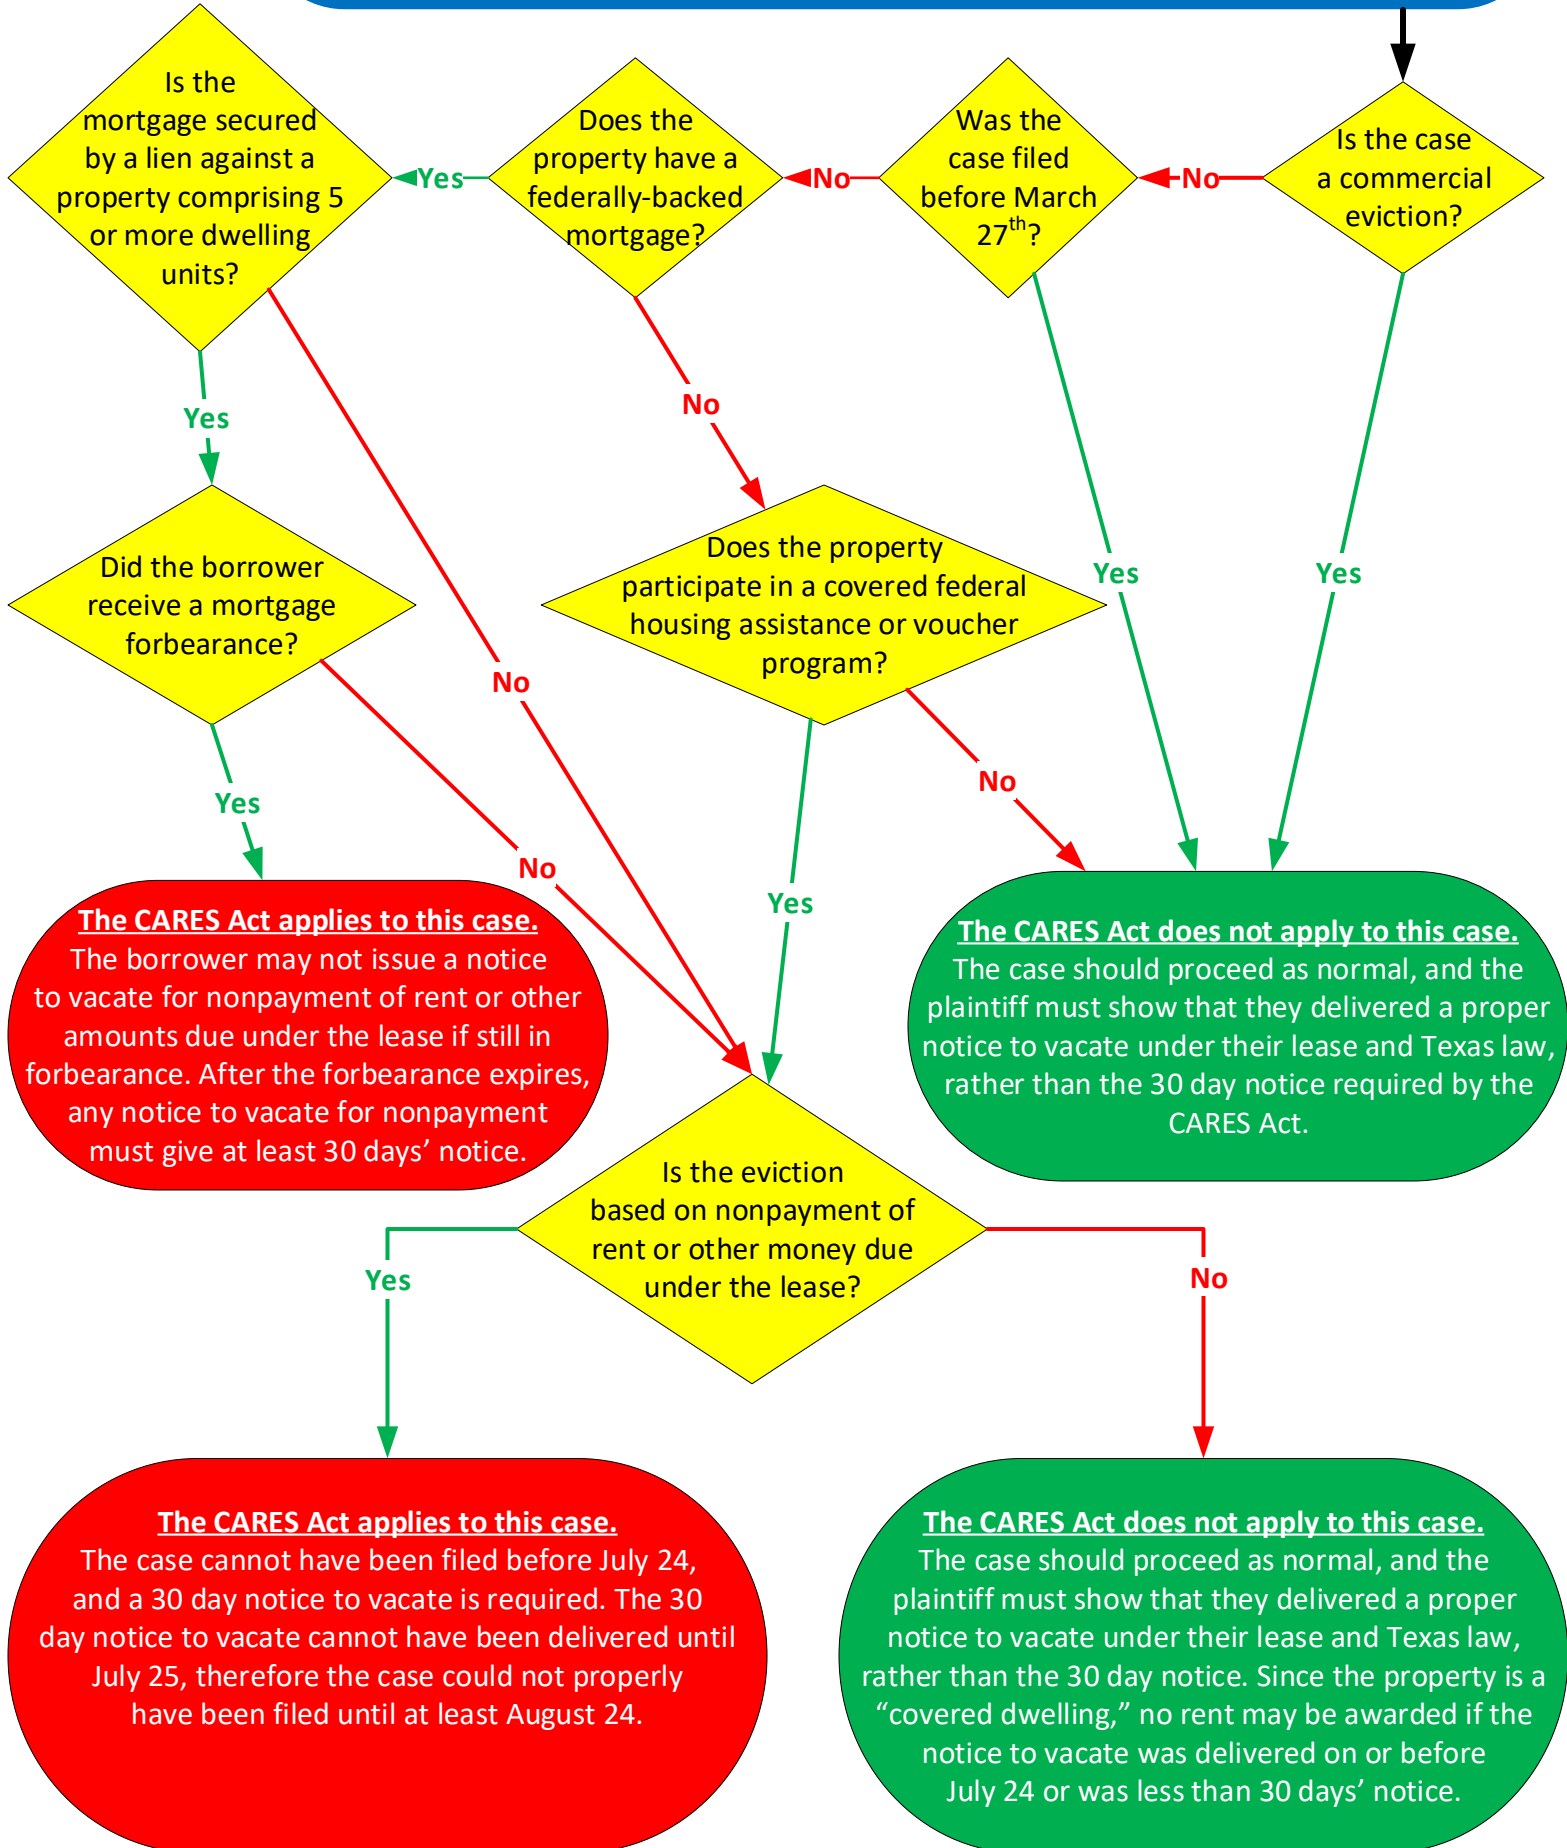 Is the
mortgage secured
by a lien against a
property comprising 5
or more dwelling
units?
Yes
Does the
property have a
federally-backed
mortgage?
No
Was the
case filed
before March
27th?
No
Is the case
a commercial
eviction?
Yes
No
Did the borrower
receive a mortgage
forbearance?
No
Does the property
participate in a covered federal
housing assistance or voucher
program?
Yes
Yes
Yes
No
No
Yes
No
The CARES Act applies to this case.
The borrower may not issue a notice
to vacate for nonpayment of rent or other
amounts due under the lease if still in
forbearance. After the forbearance expires,
any notice to vacate for nonpayment
must give at least 30 days’ notice.
The CARES Act does not apply to this case.
The case should proceed as normal, and the
plaintiff must show that they delivered a proper
notice to vacate under their lease and Texas law,
rather than the 30 day notice required by the
CARES Act.
Is the eviction
based on nonpayment of
rent or other money due
under the lease?
Yes
No
The CARES Act applies to this case.
The case cannot have been filed before July 24,
and a 30 day notice to vacate is required. The 30
day notice to vacate cannot have been delivered until
July 25, therefore the case could not properly
have been filed until at least August 24.
The CARES Act does not apply to this case.
The case should proceed as normal, and the
plaintiff must show that they delivered a proper
notice to vacate under their lease and Texas law,
rather than the 30 day notice. Since the property is a
“covered dwelling,” no rent may be awarded if the
notice to vacate was delivered on or before
July 24 or was less than 30 days’ notice.